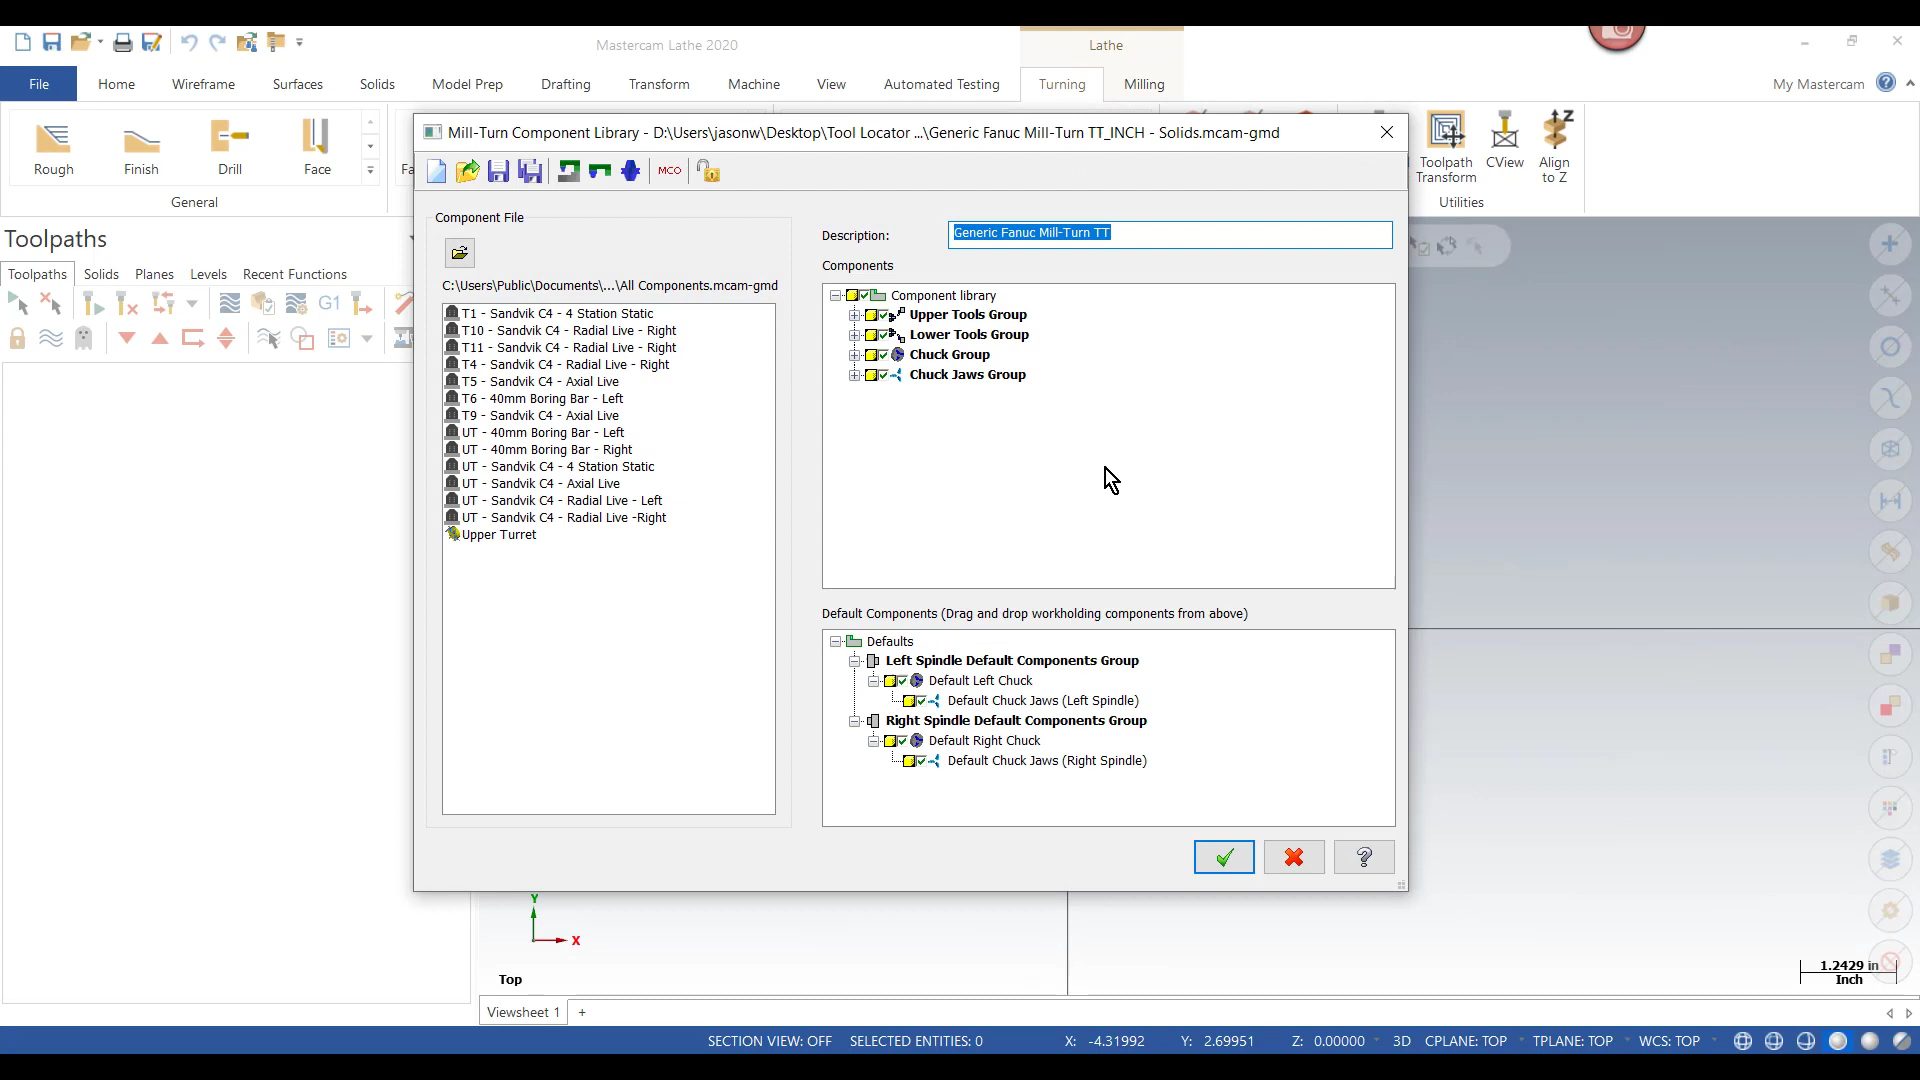 Mastercam Lathe 2020
Lathe
File
Home
Wireframe
Surfaces
Solids
Model Prep
Drafting
Transform
Machine
View
Automated Testing
Turning
Milling
My Mastercam
Rough
Finish
Drill
Face
Fa
General
Toolpath
Transform
CView
Align
to Z
Utilities
Mill-Turn Component Library - D:\Users\jasonw\Desktop\Tool Locator ...\Generic Fanuc Mill-Turn TT_INCH - Solids.mcam-gmd
MCO
Toolpaths
Toolpaths
Solids
Planes
Levels
Recent Functions
G1
Component File
C:\Users\Public\Documents\...\All Components.mcam-gmd
T1 - Sandvik C4 - 4 Station Static
T10 - Sandvik C4 - Radial Live - Right
T11 - Sandvik C4 - Radial Live - Right
T4 - Sandvik C4 - Radial Live - Right
T5 - Sandvik C4 - Axial Live
T6 - 40mm Boring Bar - Left
T9 - Sandvik C4 - Axial Live
UT - 40mm Boring Bar - Left
UT - 40mm Boring Bar - Right
UT - Sandvik C4 - 4 Station Static
UT - Sandvik C4 - Axial Live
UT - Sandvik C4 - Radial Live - Left
UT - Sandvik C4 - Radial Live -Right
Upper Turret
Description:
Generic Fanuc Mill-Turn TT
Components
Component library
Upper Tools Group
Lower Tools Group
Chuck Group
Chuck Jaws Group
Default Components (Drag and drop workholding components from above)
Defaults
Left Spindle Default Components Group
Default Left Chuck
Default Chuck Jaws (Left Spindle)
Right Spindle Default Components Group
Default Right Chuck
Default Chuck Jaws (Right Spindle)
Y
X
Top
1.2429 in
Inch
Viewsheet 1
+
SECTION VIEW: OFF
SELECTED ENTITIES: 0
X: -4.31992
Y: 2.69951
Z: 0.00000
3D
CPLANE: TOP
TPLANE: TOP
WCS: TOP